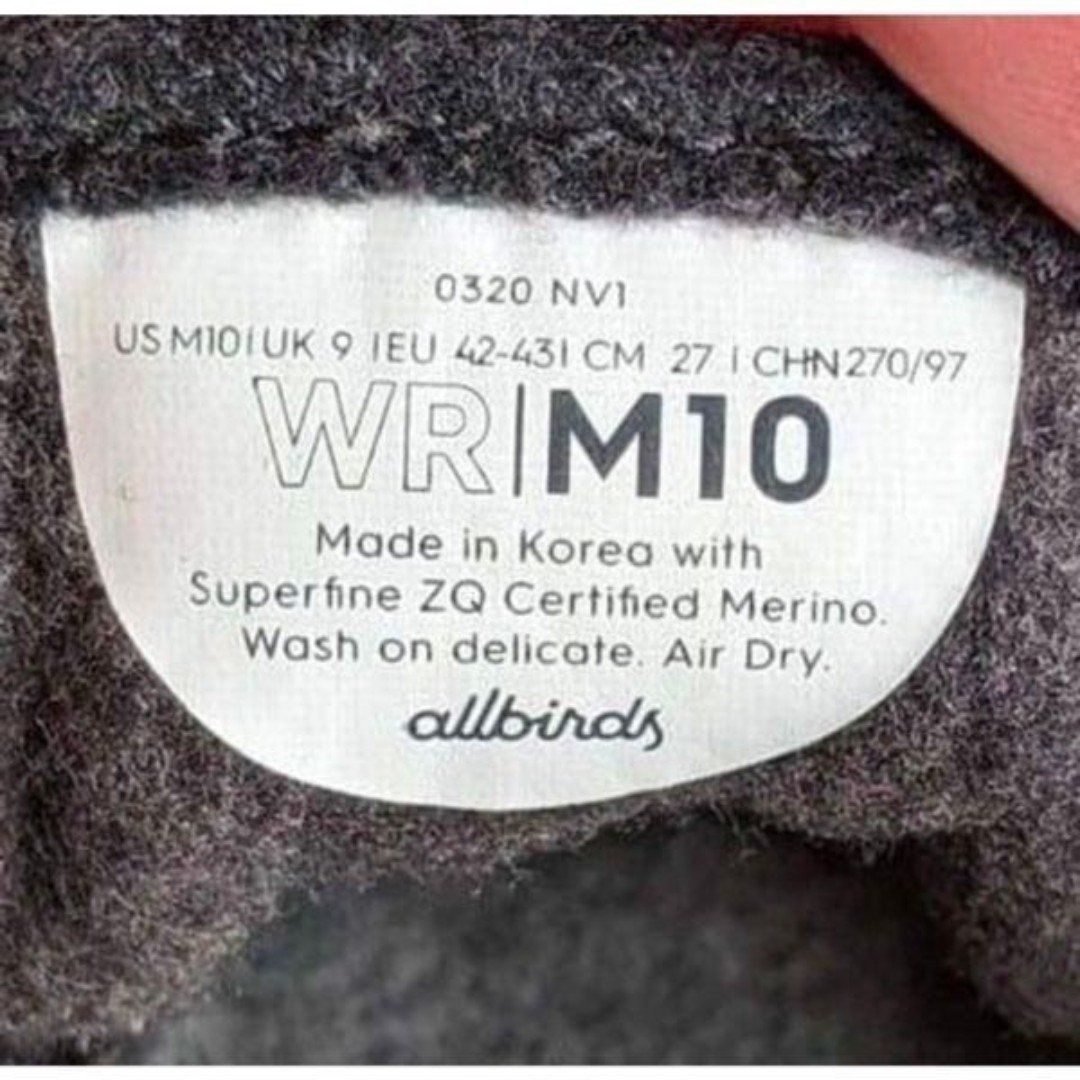 0320 NV1
US M10 | UK 9 | EU 42-43 | CM 27 | CHN 270/97
WR|M10
Made in Korea with
Superfine ZQ Certified Merino.
Wash on delicate. Air Dry.
allbirds